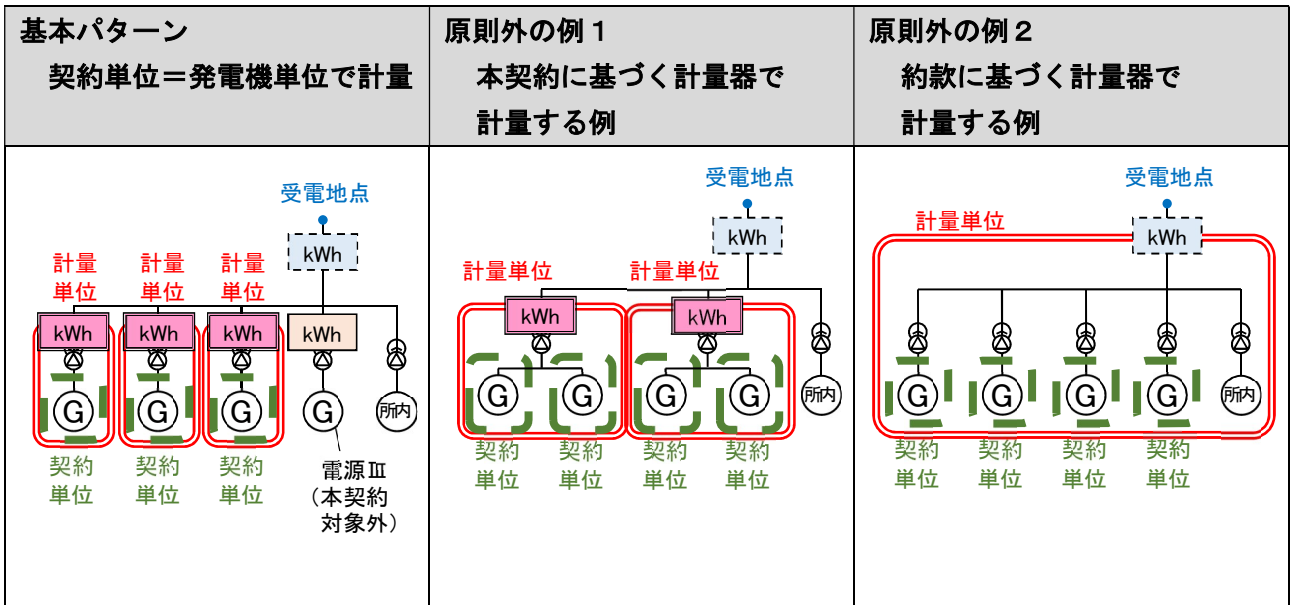 基本パターン
契約単位＝発電機単位で計量
原則外の例１
本契約に基づく計量器で
計量する例
原則外の例２
約款に基づく計量器で
計量する例
受電地点
kWh
計量
単位
計量
単位
計量
単位
kWh
kWh
kWh
kWh
G
G
G
G
所内
契約
単位
契約
単位
契約
単位
電源Ⅲ
（本契約
対象外）
受電地点
kWh
計量単位
計量単位
kWh
kWh
G
G
G
G
所内
契約
単位
契約
単位
契約
単位
契約
単位
受電地点
計量単位
kWh
G
G
G
G
所内
契約
単位
契約
単位
契約
単位
契約
単位